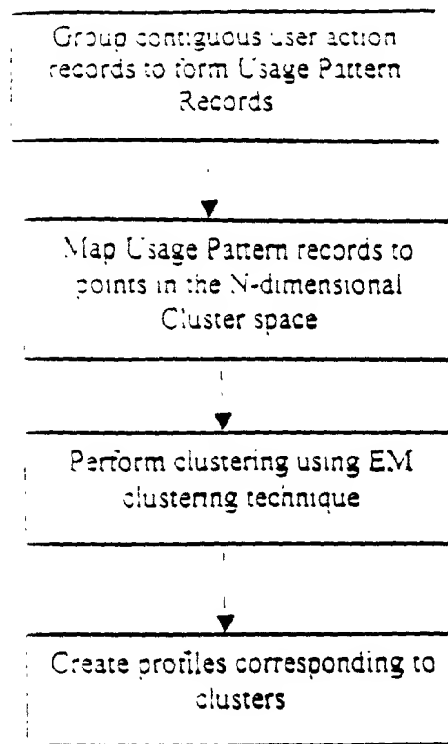 Group contiguous user action
records to form Usage Pattern
Records
Map Usage Pattern records to
points in the N-dimensional
Cluster space
Perform clustering using EM
clustering technique
Create profiles corresponding to
clusters